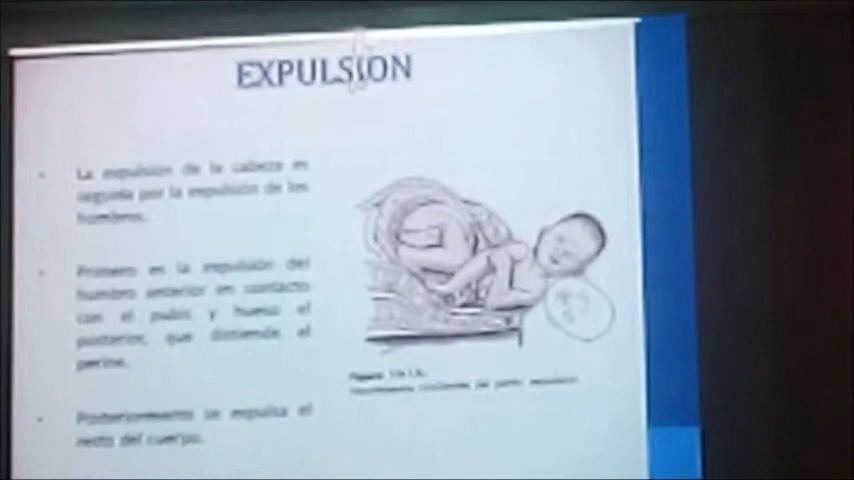 EXPULSION
La expulsión de la cabeza es
seguida por la expulsión de los
hombros.
Primero es la expulsión del
hombro anterior en contacto
con el pubis y hueso el
posterior, que distiende el
periné.
Posteriormente se expulsa el
resto del cuerpo.
Figura